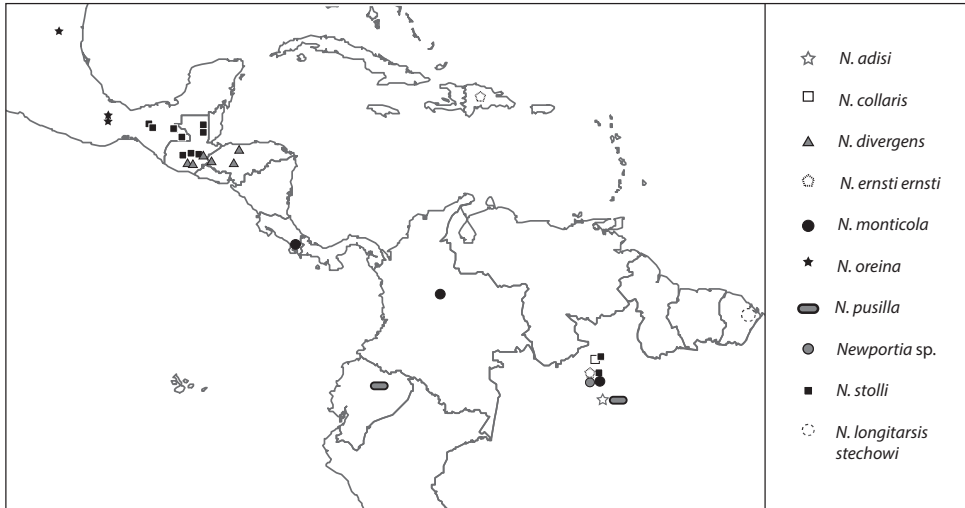 N. adisi
N. collaris
N. divergens
N. ernsti ernsti
N. monticola
N. oreina
N. pusilla
Newportia sp.
N. stolli
N. longitarsis
stechowi